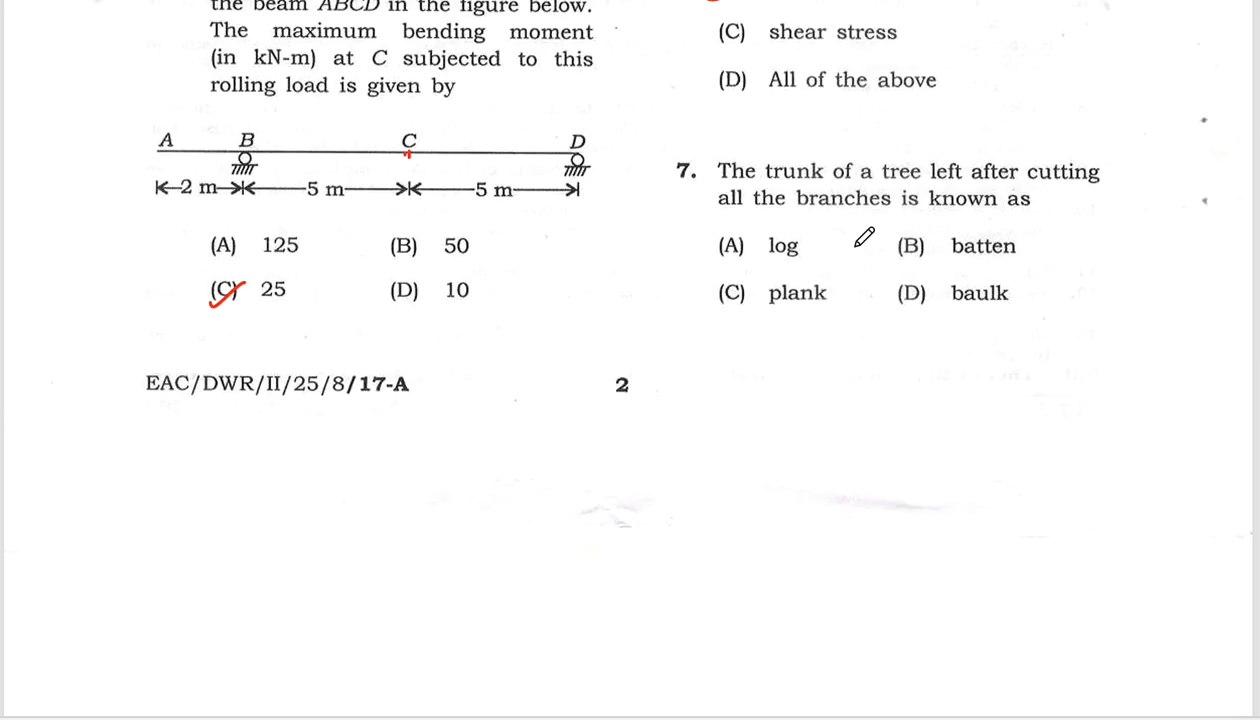 the beam ABCD in the figure below.
The maximum bending moment
(in kN-m) at C subjected to this
rolling load is given by
A B C D
2 m 5 m 5 m
(A) 125 (B) 50
(C) 25 (D) 10
EAC/DWR/II/25/8/17-A
2
(C) shear stress
(D) All of the above
7. The trunk of a tree left after cutting
all the branches is known as
(A) log (B) batten
(C) plank (D) baulk